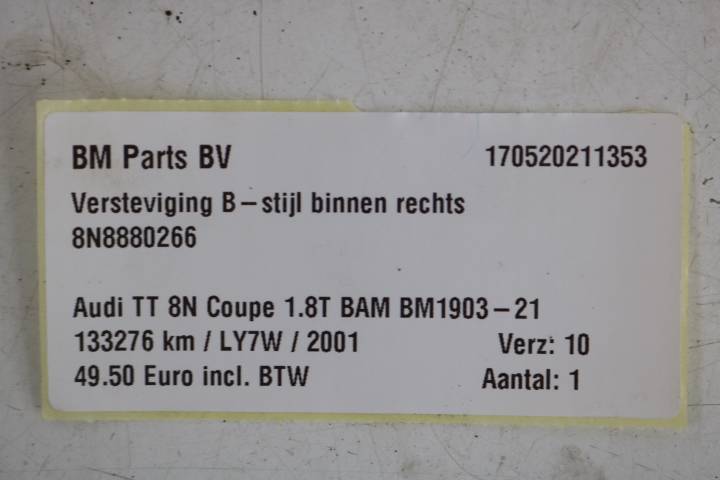 BM Parts BV 170520211353
Versteviging B-stijl binnen rechts
8N8880266
Audi TT 8N Coupe 1.8T BAM BM1903-21
133276 km / LY7W / 2001 Verz: 10
49.50 Euro incl. BTW Aantal: 1